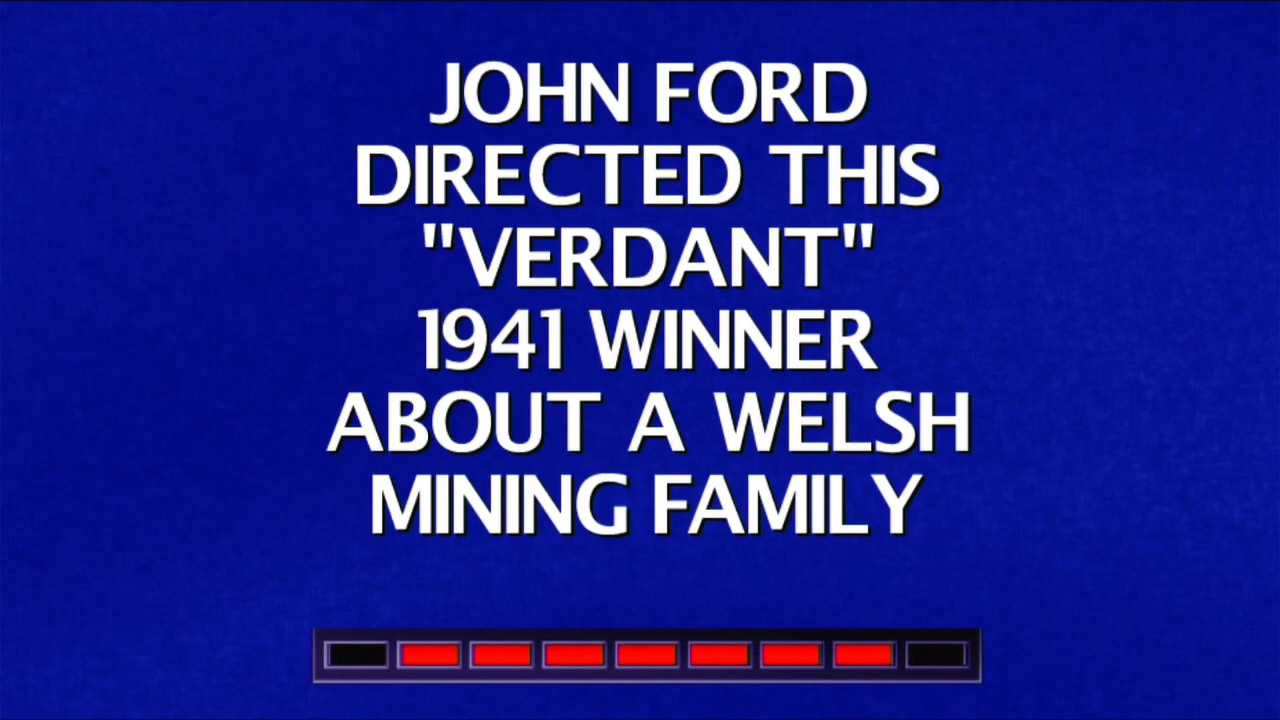 JOHN FORD
DIRECTED THIS
"VERDANT"
1941 WINNER
ABOUT A WELSH
MINING FAMILY